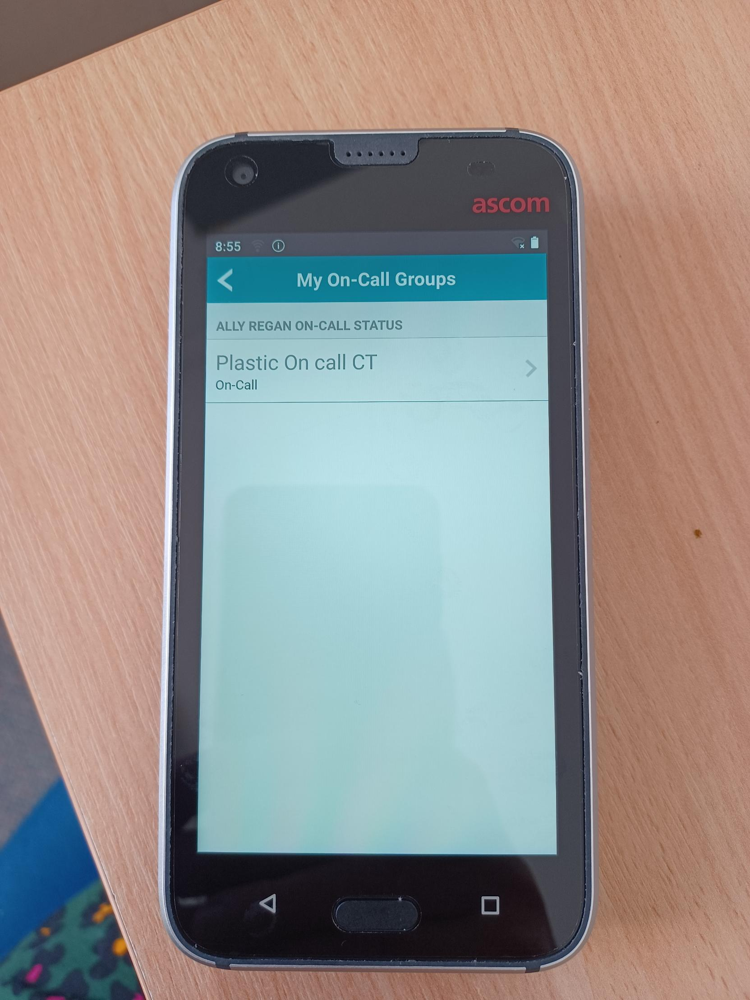 ascom
8:55
My On-Call Groups
ALLY REGAN ON-CALL STATUS
Plastic On call CT
On-Call